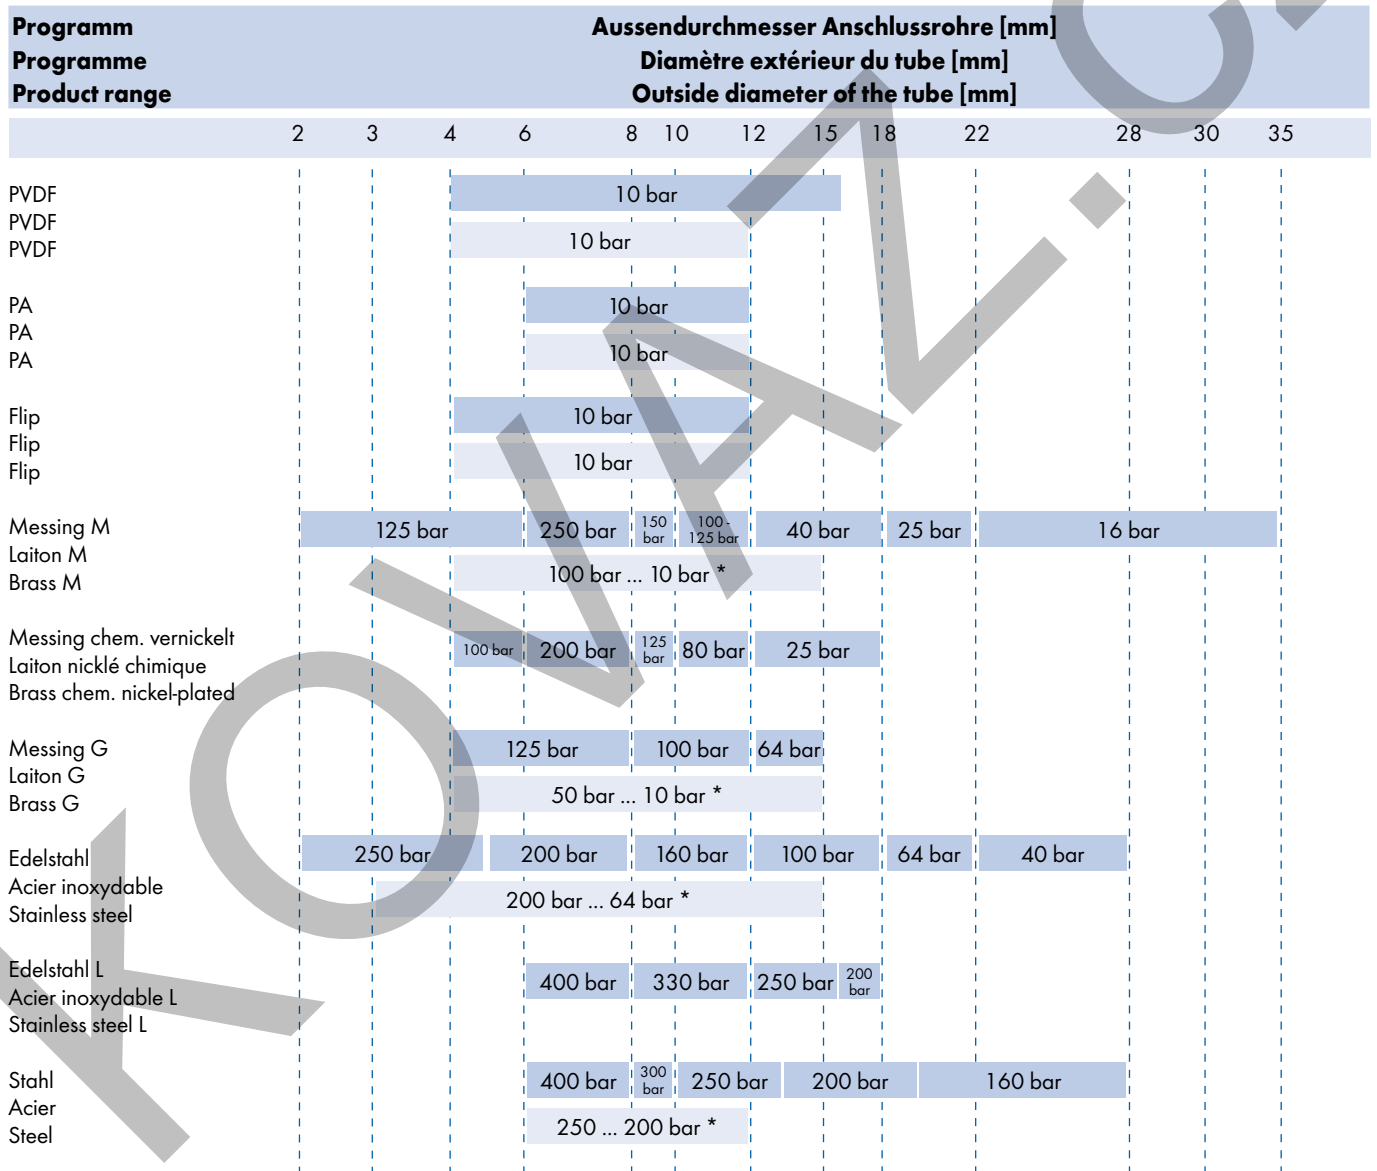 Programm Aussendurchmesser Anschlussrohre [mm]
Programme Diamètre extérieur du tube [mm]
Product range Outside diameter of the tube [mm]
2 3 4 6 8 10 12 15 18 22 28 30 35
PVDF 10 bar
PVDF
PVDF 10 bar
PA 10 bar
PA
PA 10 bar
Flip 10 bar
Flip
Flip 10 bar
Messing M 125 bar 250 bar 150 bar 100 - 125 bar 40 bar 25 bar 16 bar
Laiton M
Brass M 100 bar ... 10 bar *
Messing chem. vernickelt 100 bar 200 bar 125 bar 80 bar 25 bar
Laiton nicklé chimique
Brass chem. nickel-plated
Messing G 125 bar 100 bar 64 bar
Laiton G
Brass G 50 bar ... 10 bar *
Edelstahl 250 bar 200 bar 160 bar 100 bar 64 bar 40 bar
Acier inoxydable
Stainless steel 200 bar ... 64 bar *
Edelstahl L 400 bar 330 bar 250 bar 200 bar
Acier inoxydable L
Stainless steel L
Stahl 400 bar 300 bar 250 bar 200 bar 160 bar
Acier
Steel 250 ... 200 bar *
KOVAZ.